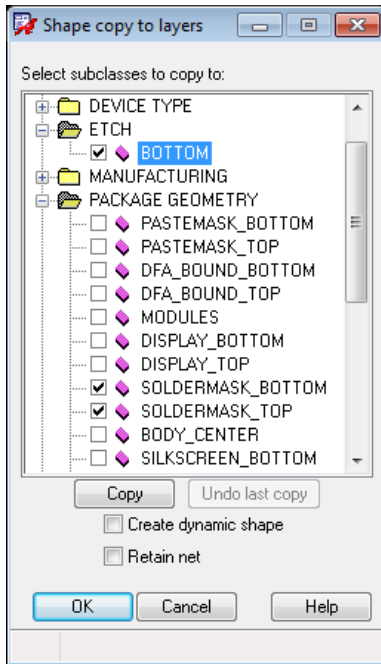 Shape copy to layers
Select subclasses to copy to:
DEVICE TYPE
ETCH
BOTTOM
MANUFACTURING
PACKAGE GEOMETRY
PASTEMASK_BOTTOM
PASTEMASK_TOP
DFA_BOUND_BOTTOM
DFA_BOUND_TOP
MODULES
DISPLAY_BOTTOM
DISPLAY_TOP
SOLDERMASK_BOTTOM
SOLDERMASK_TOP
BODY_CENTER
SILKSCREEN_BOTTOM
Copy Undo last copy
Create dynamic shape
Retain net
OK Cancel Help